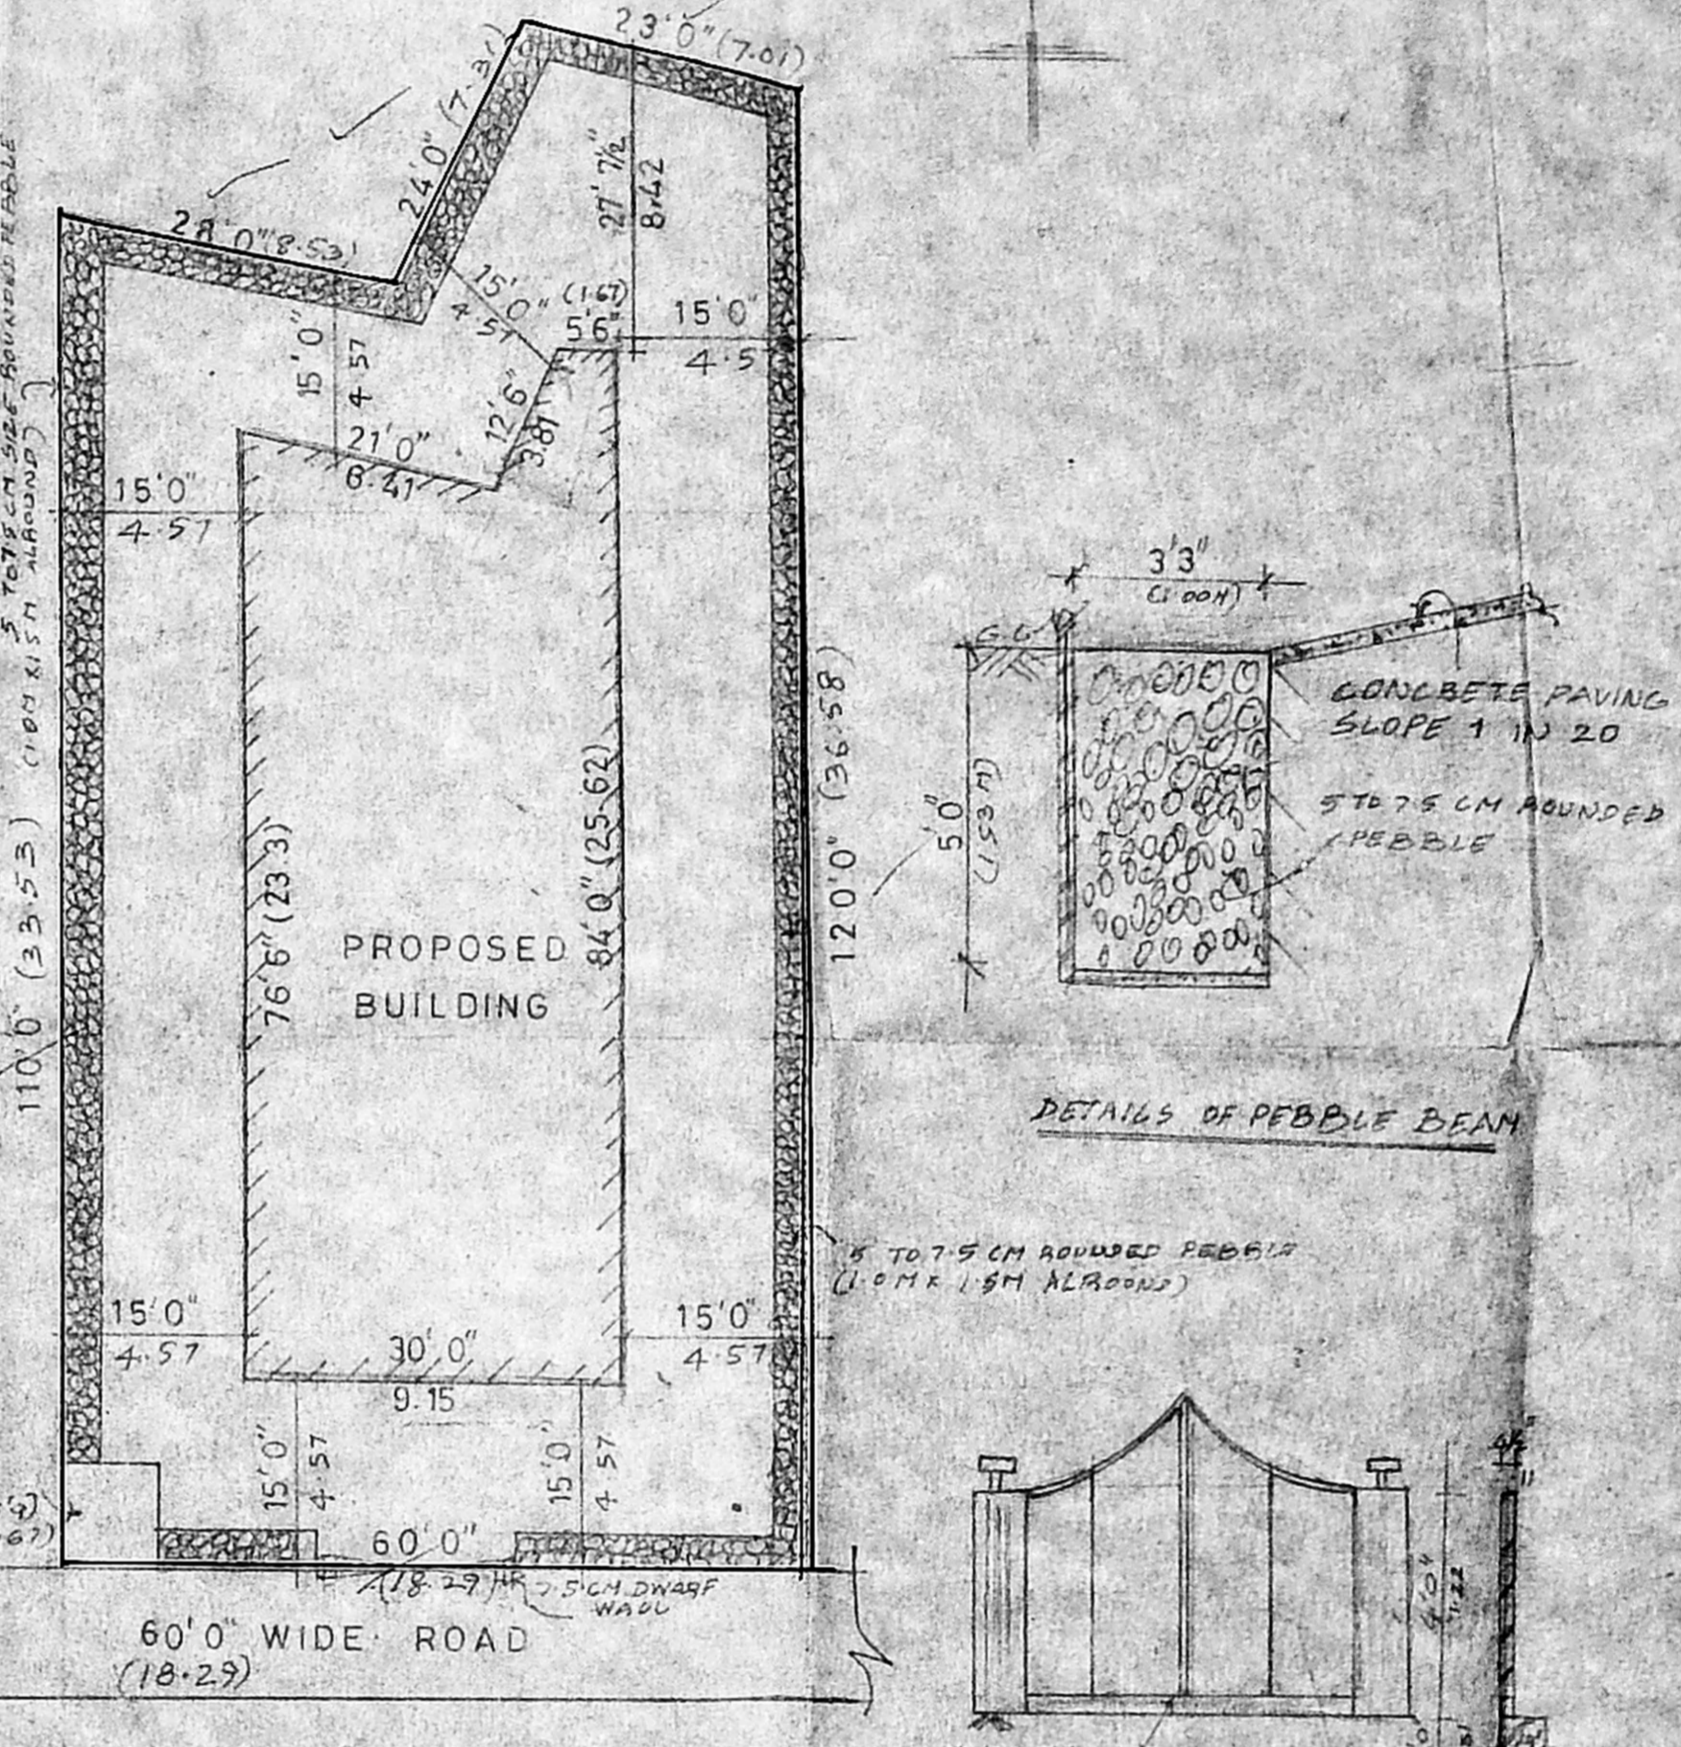 23'0" (7.01)
24'0" (7.31)
28'0" (8.53)
27'7½"
8.42
15'0"
4.57
(1.67)
5'6"
15'0"
4.5
15'0"
4.57
12'6"
3.81
21'0"
6.41
15'0"
4.57
5 TO 7.5 CM SIZE ROUNDED PEBBLE
(1.0M X 1.5M ALROUND)
110'0" (33.53)
76'6" (23.3)
84'0" (25.62)
120'0" (36.58)
PROPOSED
BUILDING
15'0"
4.57
15'0"
4.57
30'0"
9.15
15'0"
4.57
15'0"
4.57
60'0"
(18.29)
7.5 CM DWARF
WALL
60'0" WIDE ROAD
(18.29)
3'3"
(1.00M)
G.L
5'0"
(1.53 M)
CONCRETE PAVING
SLOPE 1 IN 20
5 TO 7.5 CM ROUNDED
PEBBLE
DETAILS OF PEBBLE BEAM
5 TO 7.5 CM ROUNDED PEBBLE
(1.0 M X 1.5M ALROOND)
4½"
4'0"
1.22